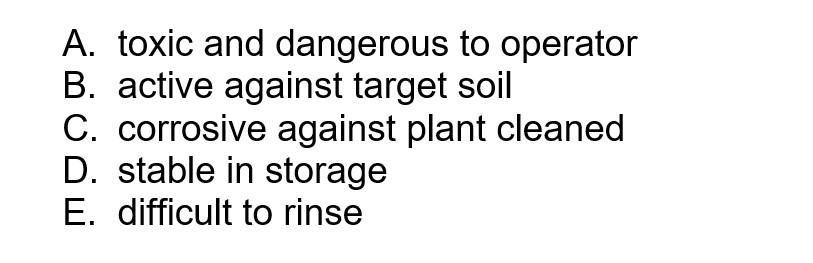 A. toxic and dangerous to operator
B. active against target soil
C. corrosive against plant cleaned
D. stable in storage
E. difficult to rinse